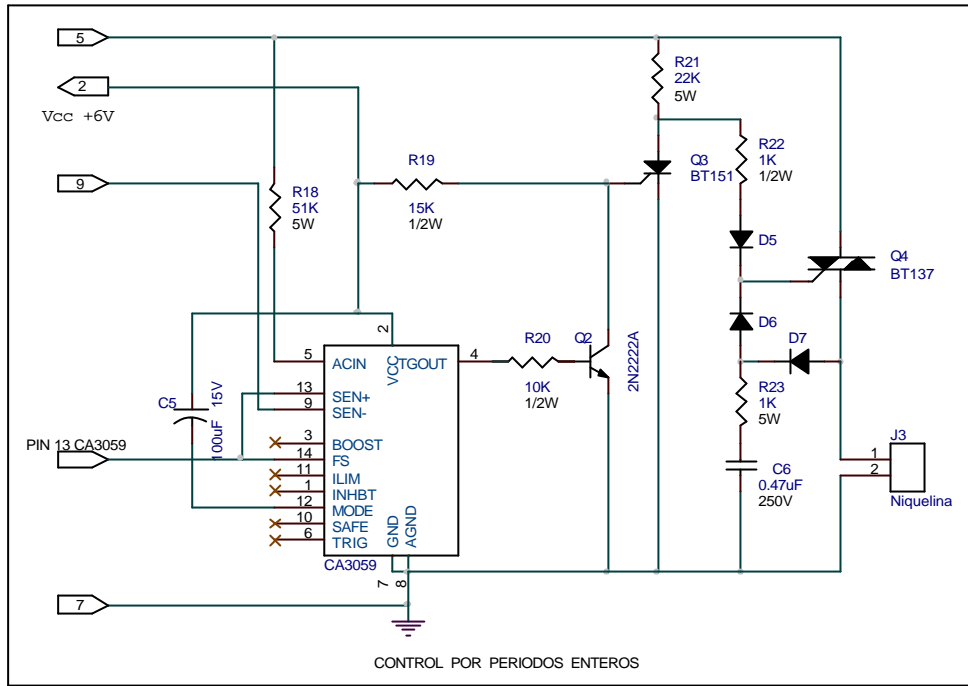 5
2
Vcc +6V
9
R18
51K
5W
R19
15K
1/2W
R21
22K
5W
Q3
BT151
R22
1K
1/2W
D5
Q4
BT137
D6
D7
R23
1K
5W
C6
0.47uF
250V
J3
1
2
Niquelina
2
VCC
5 ACIN
TGOUT 4
13 SEN+
9 SEN-
3 BOOST
14 FS
11 ILIM
1 INHBT
12 MODE
10 SAFE
6 TRIG
GND
AGND
7
8
CA3059
R20
10K
1/2W
Q2
2N2222A
C5
100uF 15V
PIN 13 CA3059
7
CONTROL POR PERIODOS ENTEROS